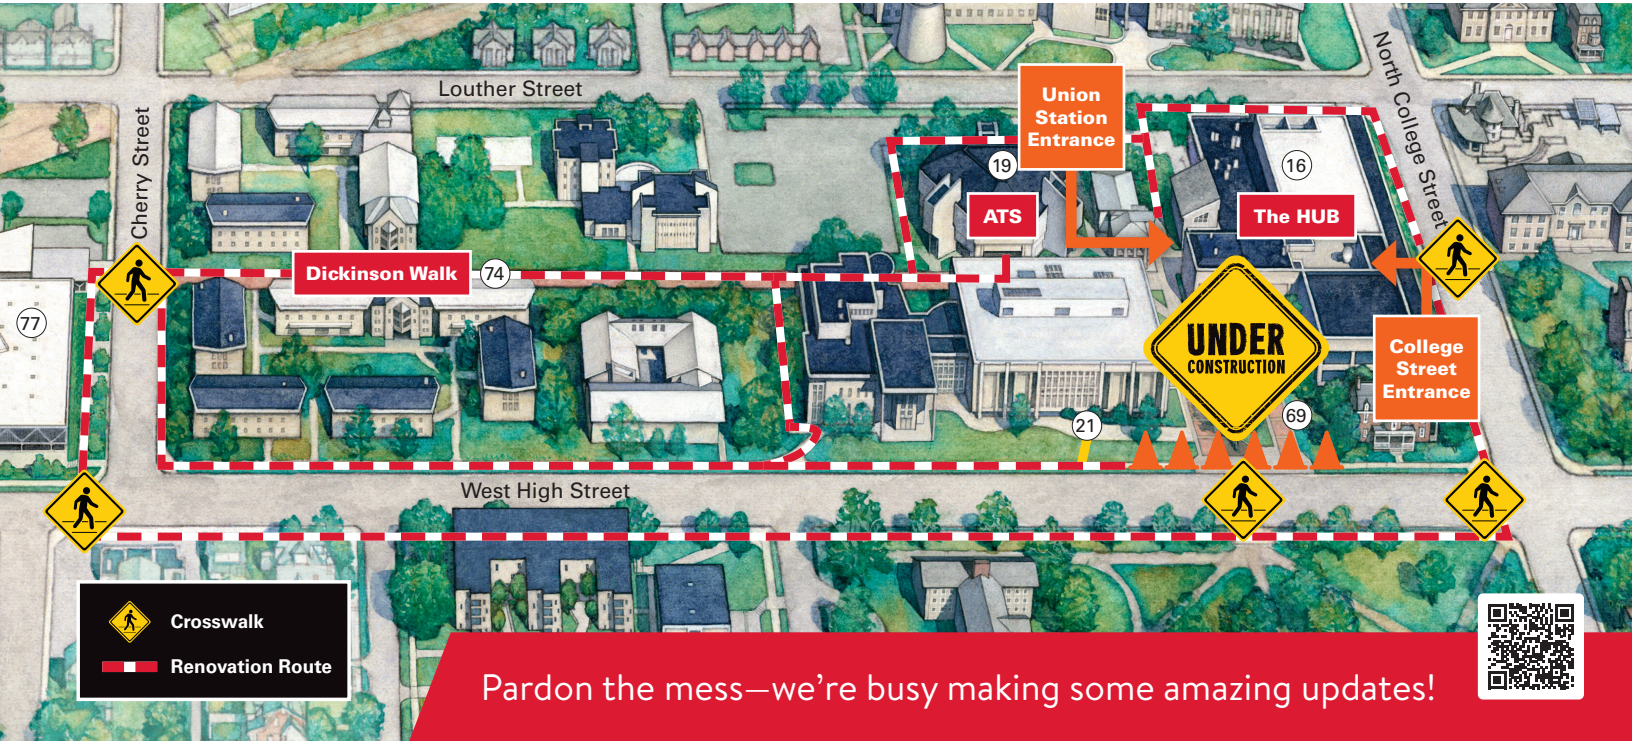 Louther Street
Cherry Street
North College Street
Union
Station
Entrance
19
ATS
16
The HUB
Dickinson Walk
74
77
UNDER
CONSTRUCTION
College
Street
Entrance
21
69
West High Street
Crosswalk
Renovation Route
Pardon the mess—we’re busy making some amazing updates!